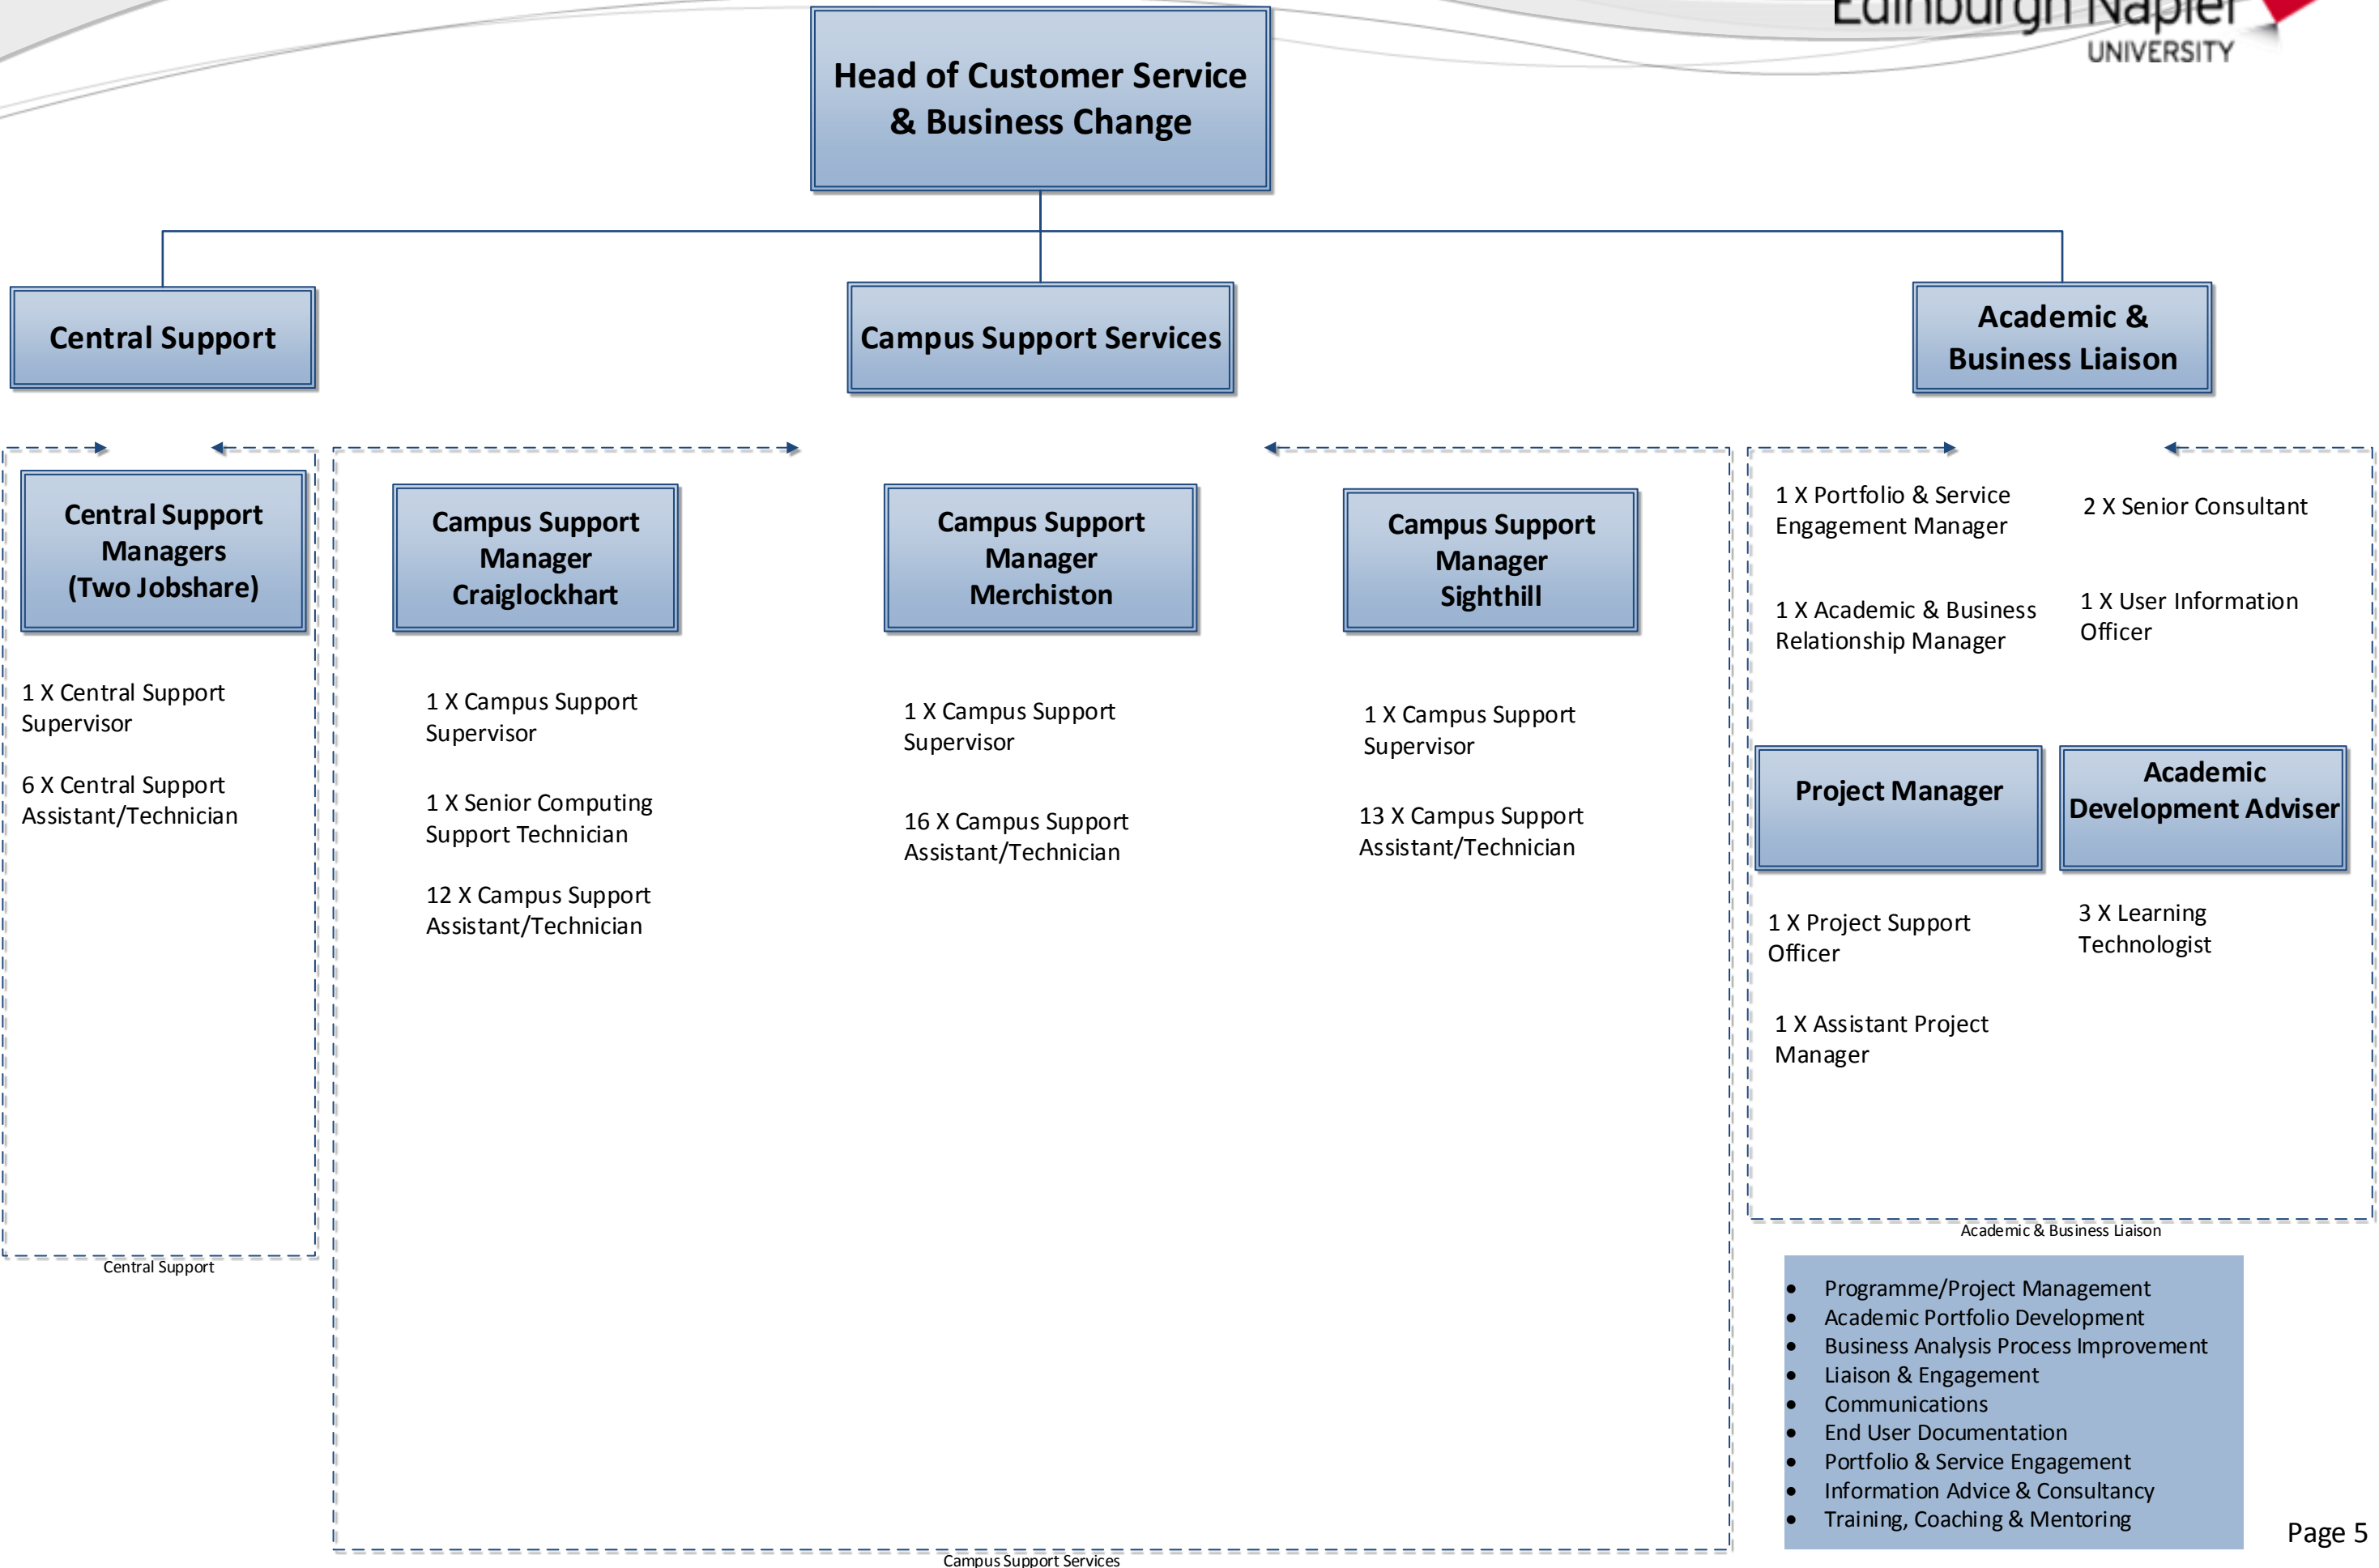 Edinburgh Napier
UNIVERSITY
Head of Customer Service
& Business Change
Central Support
Campus Support Services
Academic &
Business Liaison
Central Support
Managers
(Two Jobshare)
1 X Central Support
Supervisor
6 X Central Support
Assistant/Technician
Central Support
Campus Support
Manager
Craiglockhart
1 X Campus Support
Supervisor
1 X Senior Computing
Support Technician
12 X Campus Support
Assistant/Technician
Campus Support
Manager
Merchiston
1 X Campus Support
Supervisor
16 X Campus Support
Assistant/Technician
Campus Support
Manager
Sighthill
1 X Campus Support
Supervisor
13 X Campus Support
Assistant/Technician
Campus Support Services
1 X Portfolio & Service
Engagement Manager
2 X Senior Consultant
1 X Academic & Business
Relationship Manager
1 X User Information
Officer
Project Manager
1 X Project Support
Officer
1 X Assistant Project
Manager
Academic
Development Adviser
3 X Learning
Technologist
Academic & Business Liaison
• Programme/Project Management
• Academic Portfolio Development
• Business Analysis Process Improvement
• Liaison & Engagement
• Communications
• End User Documentation
• Portfolio & Service Engagement
• Information Advice & Consultancy
• Training, Coaching & Mentoring
Page 5